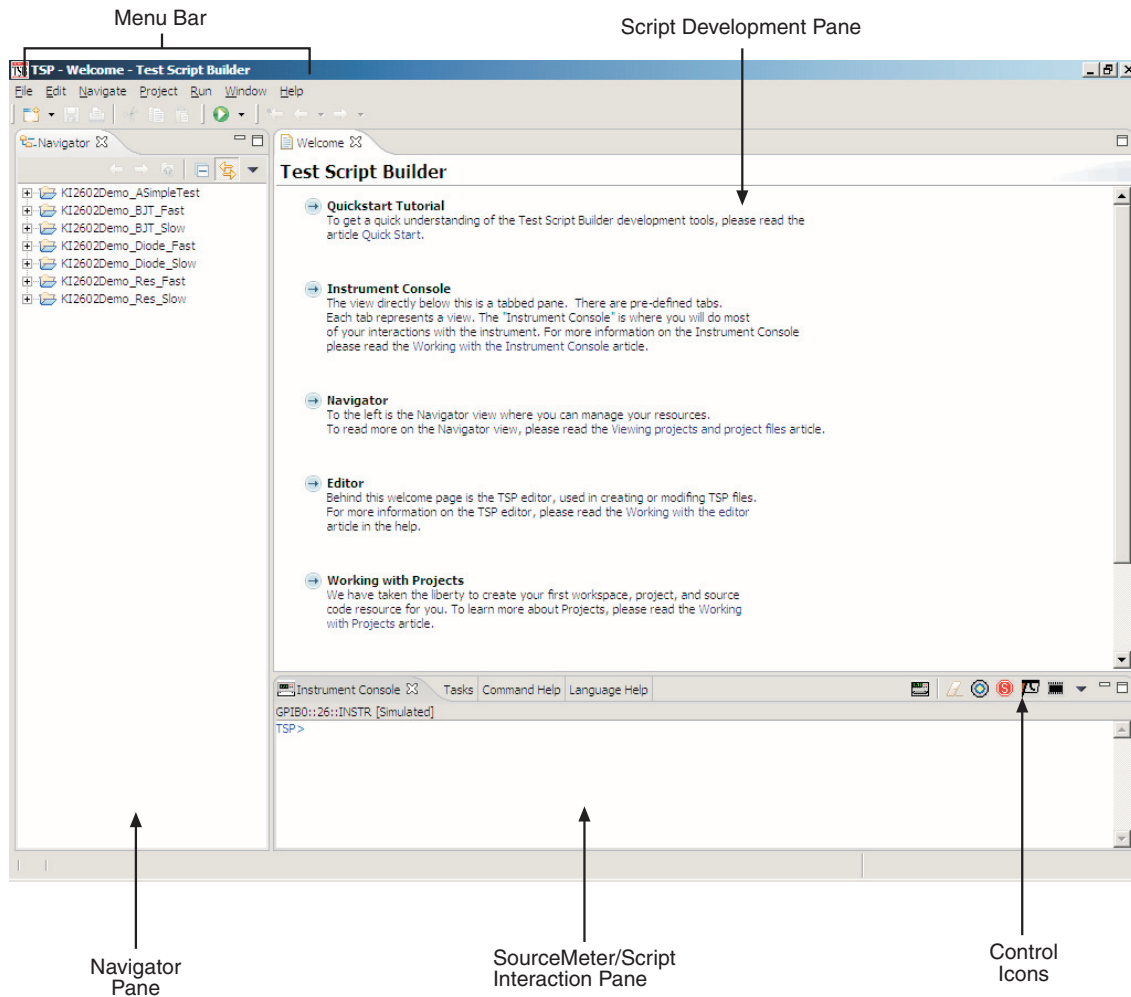 Menu Bar
Script Development Pane
TSP - Welcome - Test Script Builder
File Edit Navigate Project Run Window Help
Navigator
Welcome
Test Script Builder
KI2602Demo_ASimpleTest
KI2602Demo_BJT_Fast
KI2602Demo_BJT_Slow
KI2602Demo_Diode_Fast
KI2602Demo_Diode_Slow
KI2602Demo_Res_Fast
KI2602Demo_Res_Slow
Quickstart Tutorial
To get a quick understanding of the Test Script Builder development tools, please read the
article Quick Start.
Instrument Console
The view directly below this is a tabbed pane. There are pre-defined tabs.
Each tab represents a view. The "Instrument Console" is where you will do most
of your interactions with the instrument. For more information on the Instrument Console
please read the Working with the Instrument Console article.
Navigator
To the left is the Navigator view where you can manage your resources.
To read more on the Navigator view, please read the Viewing projects and project files article.
Editor
Behind this welcome page is the TSP editor, used in creating or modifing TSP files.
For more information on the TSP editor, please read the Working with the editor
article in the help.
Working with Projects
We have taken the liberty to create your first workspace, project, and source
code resource for you. To learn more about Projects, please read the Working
with Projects article.
Instrument Console Tasks Command Help Language Help
GPIB0::26::INSTR [Simulated]
TSP>
Navigator
Pane
SourceMeter/Script
Interaction Pane
Control
Icons